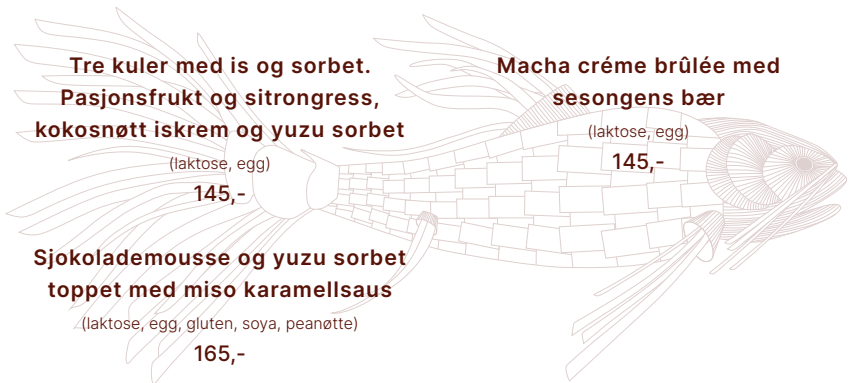 Tre kuler med is og sorbet.
Pasjonsfrukt og sitrongress,
kokosnøtt iskrem og yuzu sorbet
(laktose, egg)
145,-
Sjokolademousse og yuzu sorbet
toppet med miso karamellsaus
(laktose, egg, gluten, soya, peanøtte)
165,-
Macha créme brûlée med
sesongens bær
(laktose, egg)
145,-